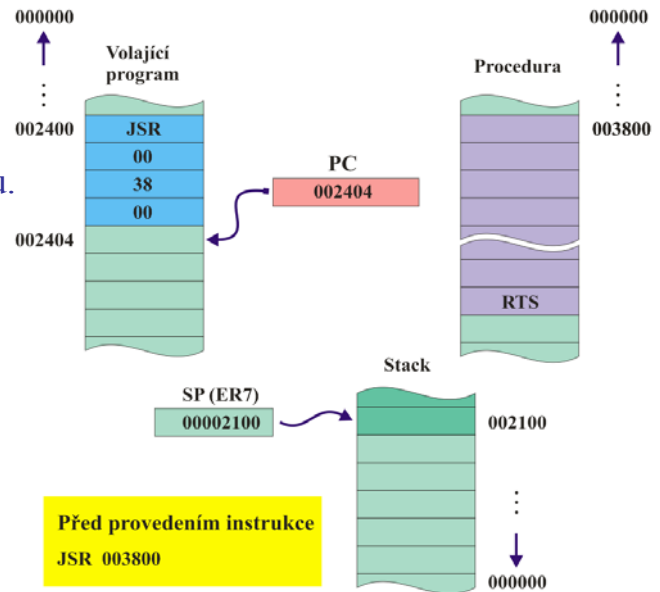 000000
000000
Volající
program
Procedura
002400
JSR
003800
00
PC
38
002404
u.
00
002404
RTS
Stack
SP (ER7)
00002100
002100
Před provedením instrukce
JSR 003800
000000